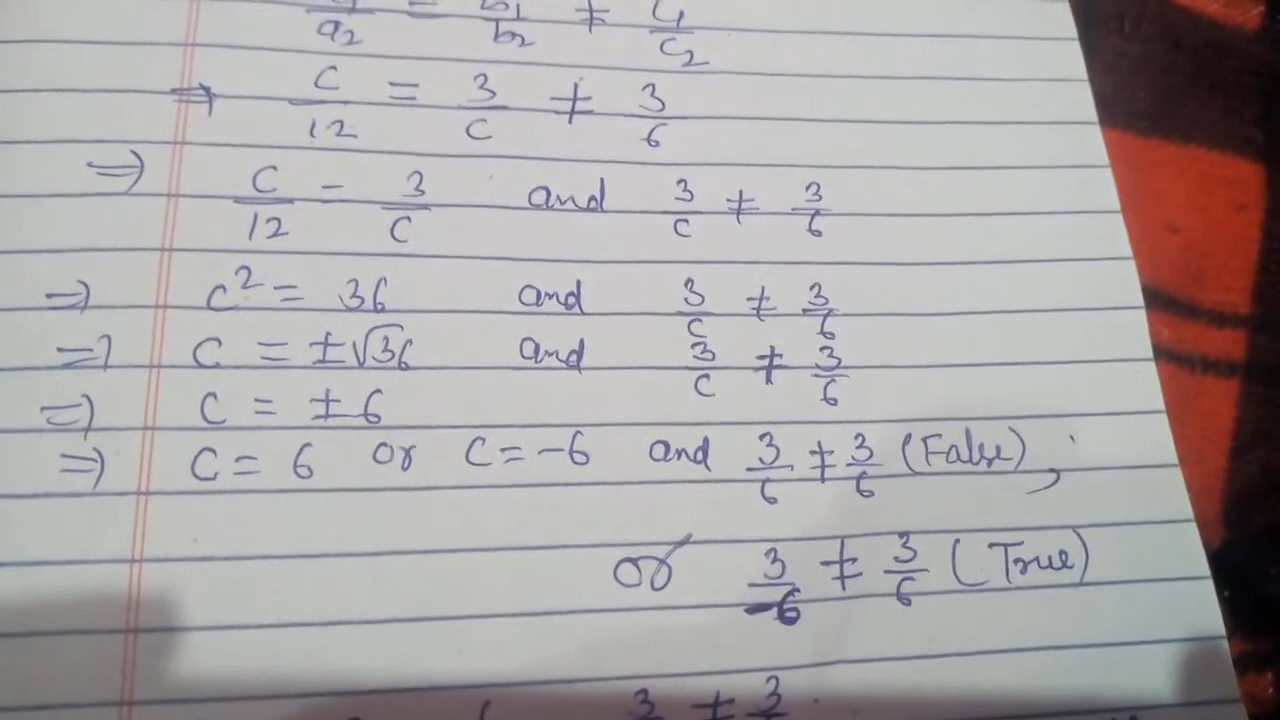 a2 = b1/b2 ≠ c1/c2
⇒ c/12 = 3/c ≠ 3/6
⇒ c/12 - 3/c and 3/c ≠ 3/6
⇒ c² = 36 and 3/c ≠ 3/6
⇒ c = ±√36 and 3/c ≠ 3/6
⇒ c = ±6
⇒ c = 6 or c = -6 and 3/6 ≠ 3/6 (False),
or 3/-6 ≠ 3/6 (True)
3 ≠ 3